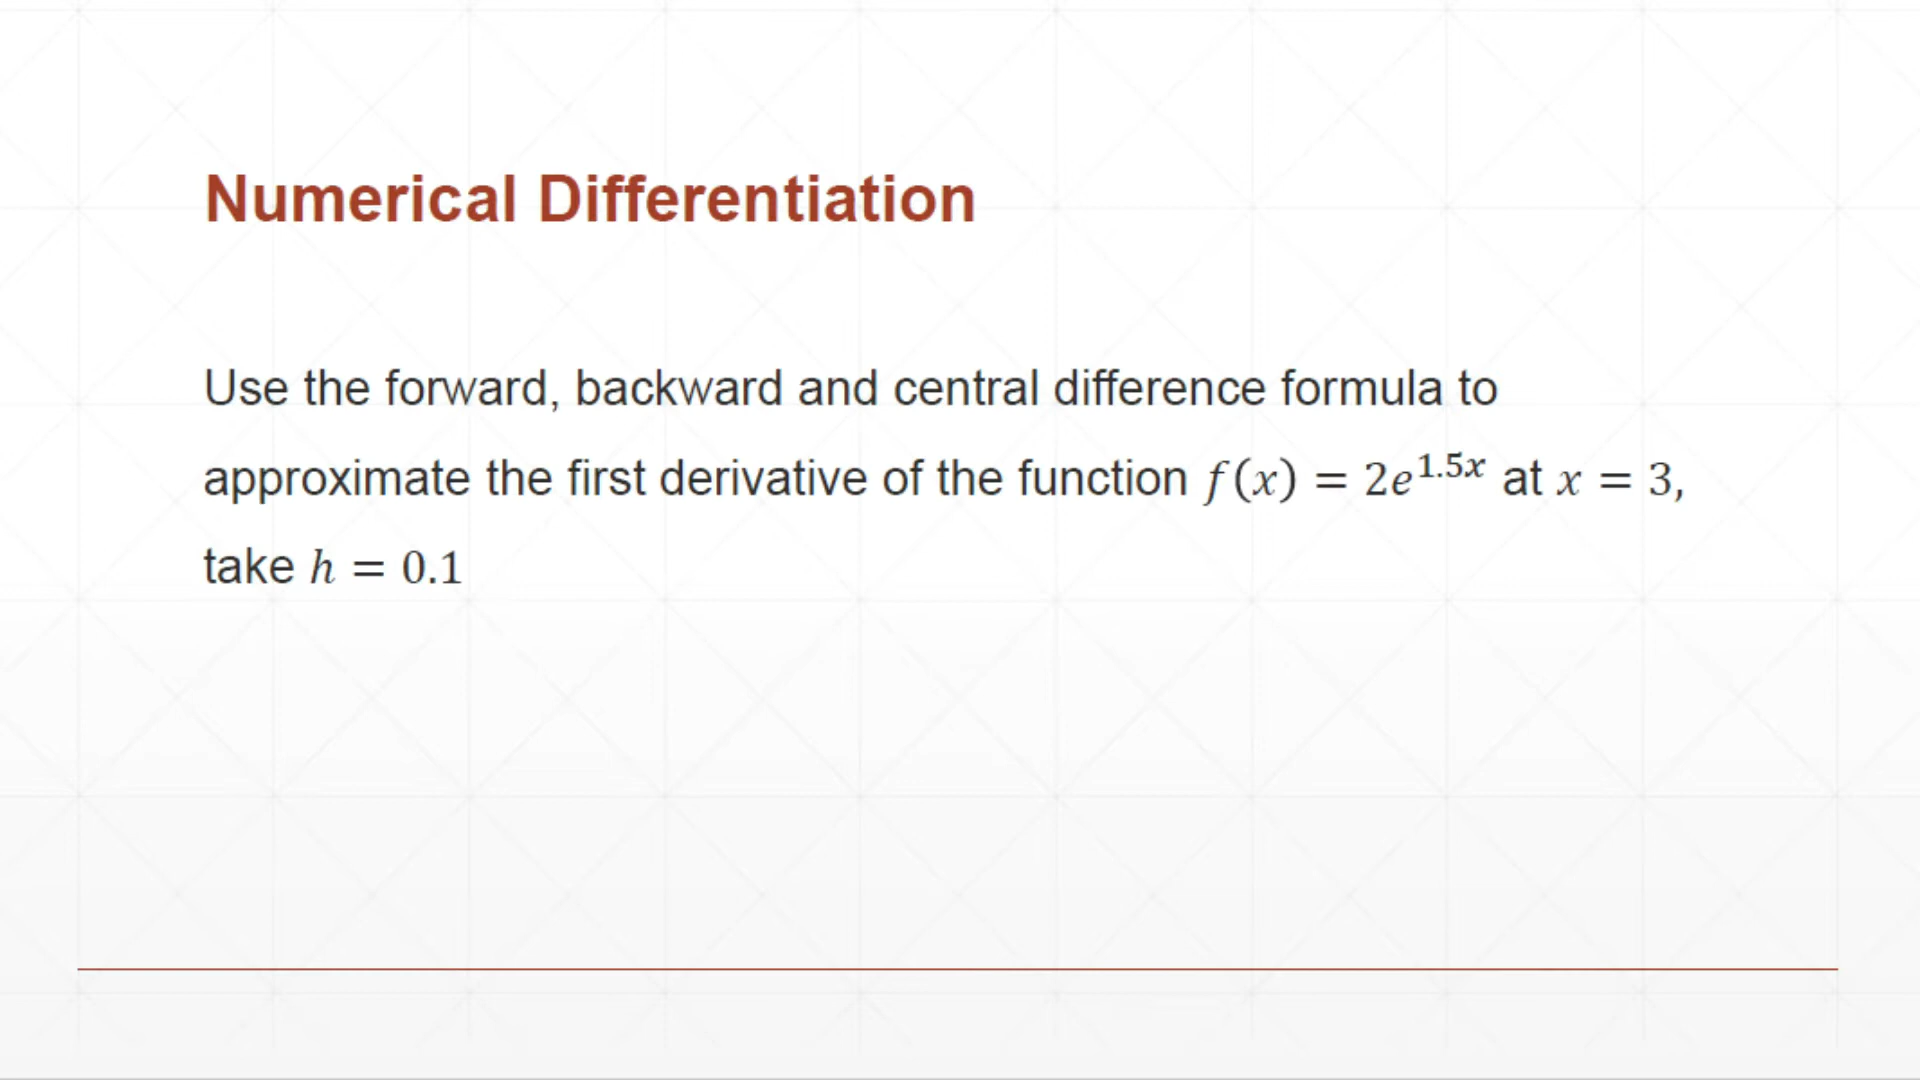 Numerical Differentiation
Use the forward, backward and central difference formula to
approximate the first derivative of the function $f(x) = 2e^{1.5x}$ at $x = 3$,
take $h = 0.1$